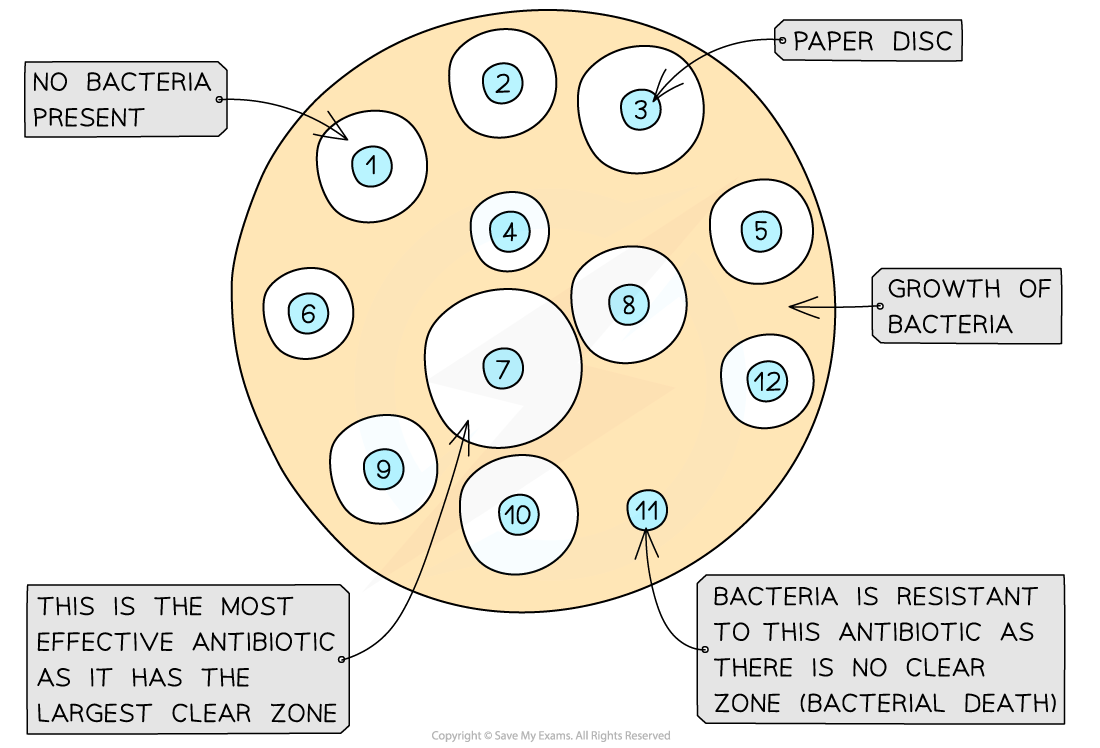 NO BACTERIA
PRESENT
PAPER DISC
1
2
3
4
5
6
7
8
9
10
11
12
GROWTH OF
BACTERIA
THIS IS THE MOST
EFFECTIVE ANTIBIOTIC
AS IT HAS THE
LARGEST CLEAR ZONE
BACTERIA IS RESISTANT
TO THIS ANTIBIOTIC AS
THERE IS NO CLEAR
ZONE (BACTERIAL DEATH)
Copyright © Save My Exams. All Rights Reserved